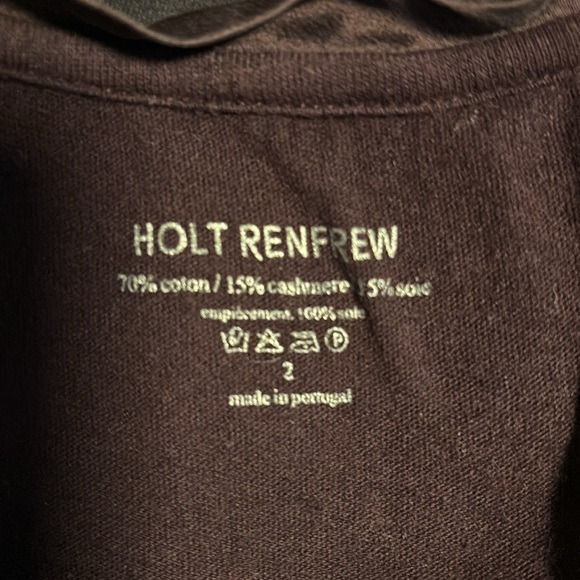 HOLT RENFREW
70% coton / 15% cashmere 15% soie
empiècement. 100% soie
P
2
made in portugal